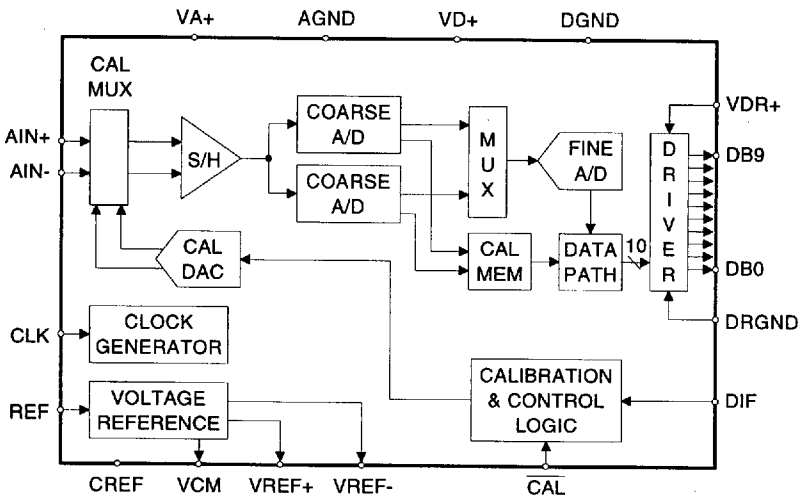 VA+ AGND VD+ DGND
CAL
MUX
AIN+
AIN-
S/H
COARSE
A/D
COARSE
A/D
M
U
X
FINE
A/D
D
R
I
V
E
R
VDR+
DB9
DB0
DRGND
CAL
DAC
CAL
MEM
DATA
PATH
10
CLK
CLOCK
GENERATOR
REF
VOLTAGE
REFERENCE
CALIBRATION
& CONTROL
LOGIC
DIF
CREF VCM VREF+ VREF- CAL